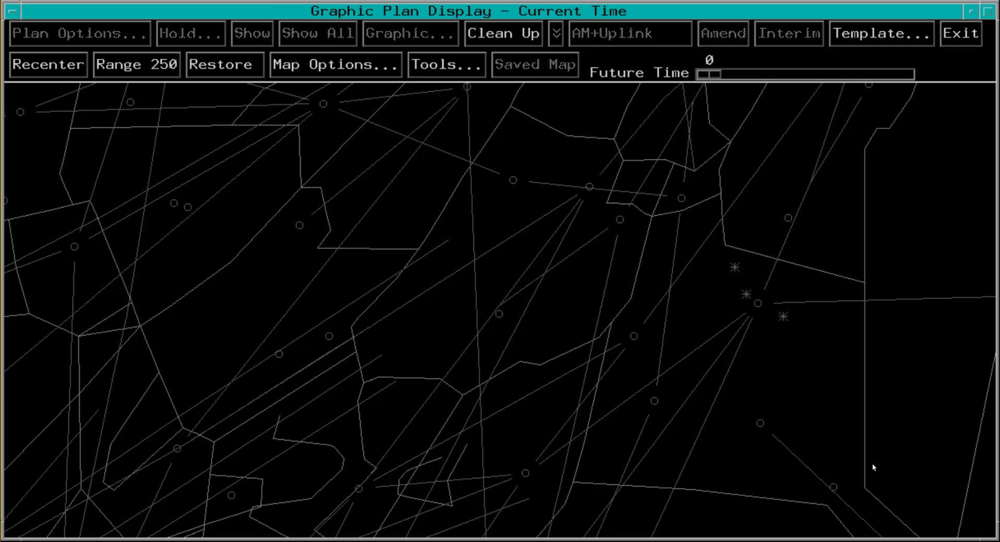 Graphic Plan Display - Current Time
Plan Options... Hold... Show Show All Graphic... Clean Up AM+Uplink Amend Interim Template... Exit
0
Recenter Range 250 Restore Map Options... Tools... Saved Map Future Time